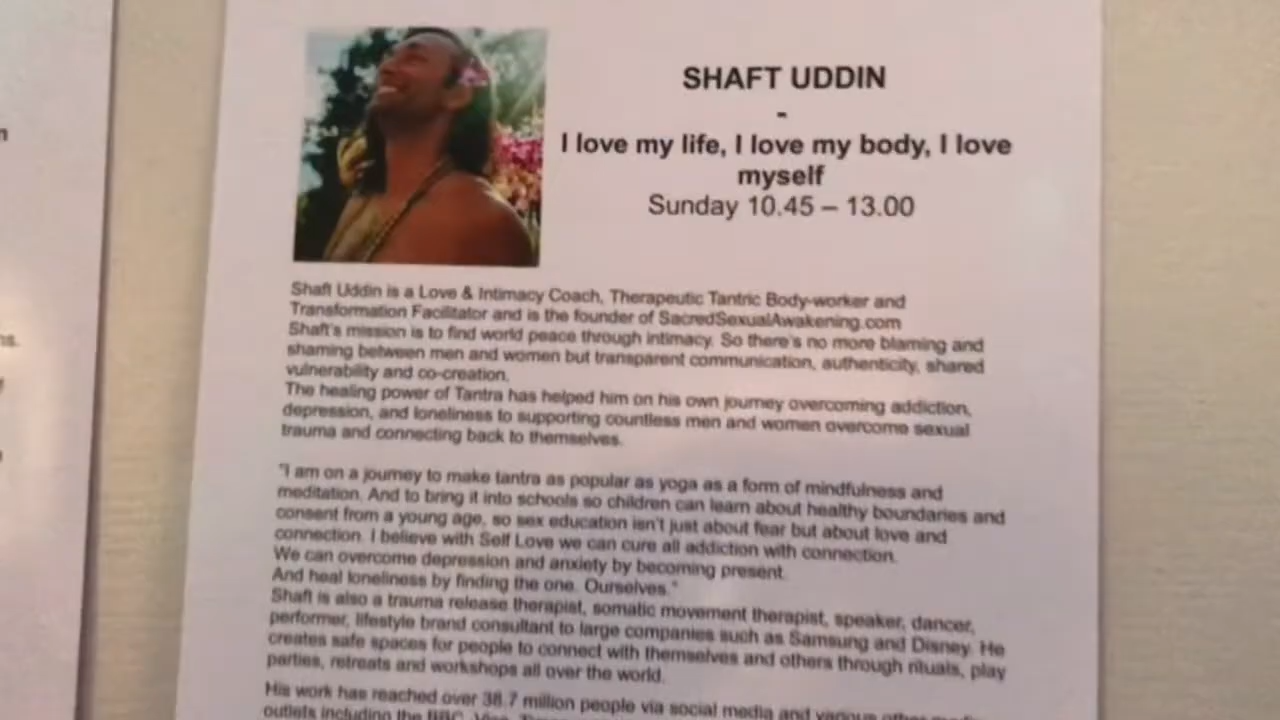 SHAFT UDDIN
-
I love my life, I love my body, I love
myself
Sunday 10.45 – 13.00
Shaft Uddin is a Love & Intimacy Coach, Therapeutic Tantric Body-worker and
Transformation Facilitator and is the founder of SacredSexualAwakening.com
Shaft's mission is to find world peace through intimacy. So there's no more blaming and
shaming between men and women but transparent communication, authenticity, shared
vulnerability and co-creation.
The healing power of Tantra has helped him on his own journey overcoming addiction,
depression, and loneliness to supporting countless men and women overcome sexual
trauma and connecting back to themselves.
"I am on a journey to make tantra as popular as yoga as a form of mindfulness and
meditation. And to bring it into schools so children can learn about healthy boundaries and
consent from a young age, so sex education isn't just about fear but about love and
connection. I believe with Self Love we can cure all addiction with connection.
We can overcome depression and anxiety by becoming present.
And heal loneliness by finding the one. Ourselves."
Shaft is also a trauma release therapist, somatic movement therapist, speaker, dancer,
performer, lifestyle brand consultant to large companies such as Samsung and Disney. He
creates safe spaces for people to connect with themselves and others through rituals, play
parties, retreats and workshops all over the world.
His work has reached over 38.7 million people via social media and various other
outlets including the BBC,